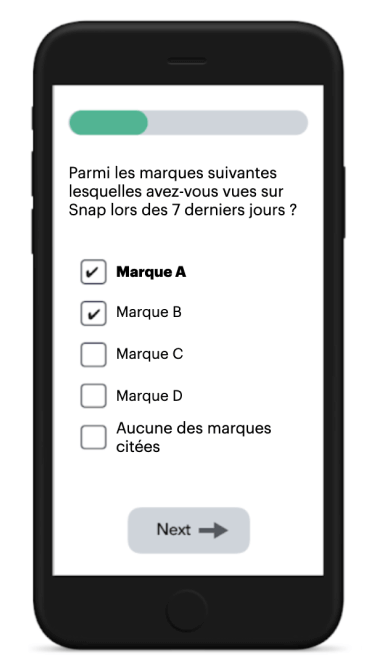 Parmi les marques suivantes
lesquelles avez-vous vues sur
Snap lors des 7 derniers jours ?
Marque A
Marque B
Marque C
Marque D
Aucune des marques
citées
Next